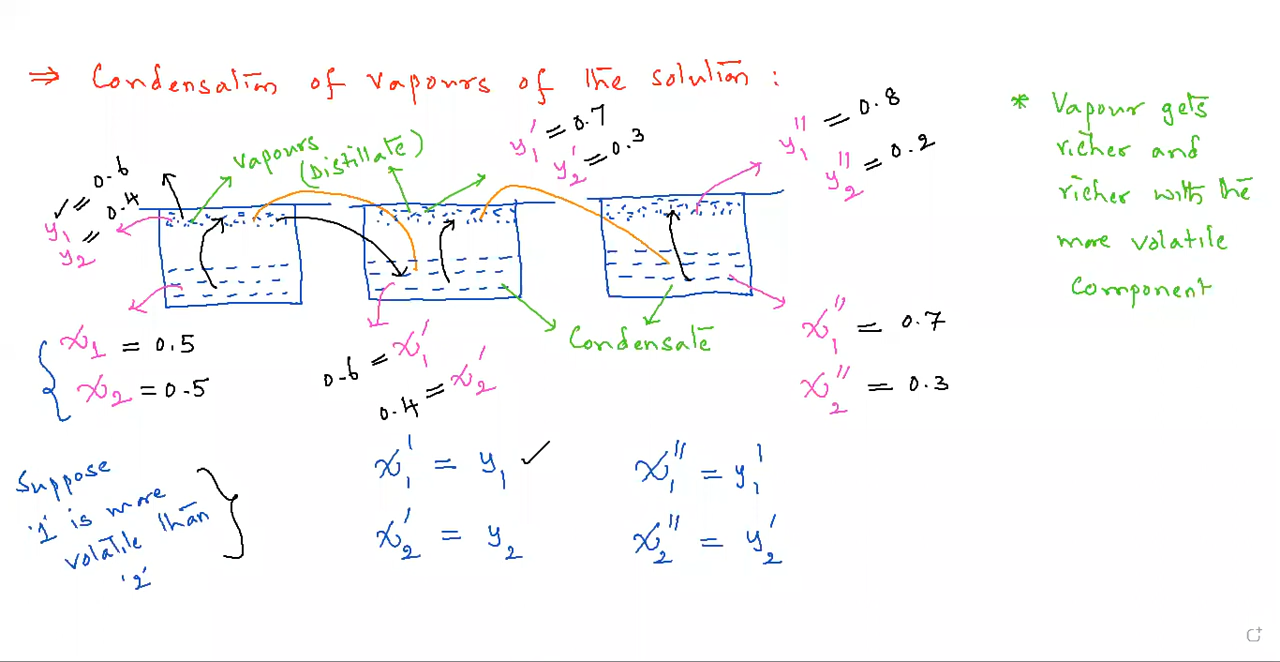 ⇒ Condensation of vapours of the solution :
vapours
(Distillate)
y₁ = 0.6
y₂ = 0.4
y₁' = 0.7
y₂' = 0.3
y₁'' = 0.8
y₂'' = 0.2
* Vapour gets
richer and
richer with the
more volatile
component
x₁ = 0.5
x₂ = 0.5
0.6 = x₁'
0.4 = x₂'
Condensate
x₁'' = 0.7
x₂'' = 0.3
Suppose
'1' is more
volatile than
'2'
x₁' = y₁ ✓
x₂' = y₂
x₁'' = y₁'
x₂'' = y₂'